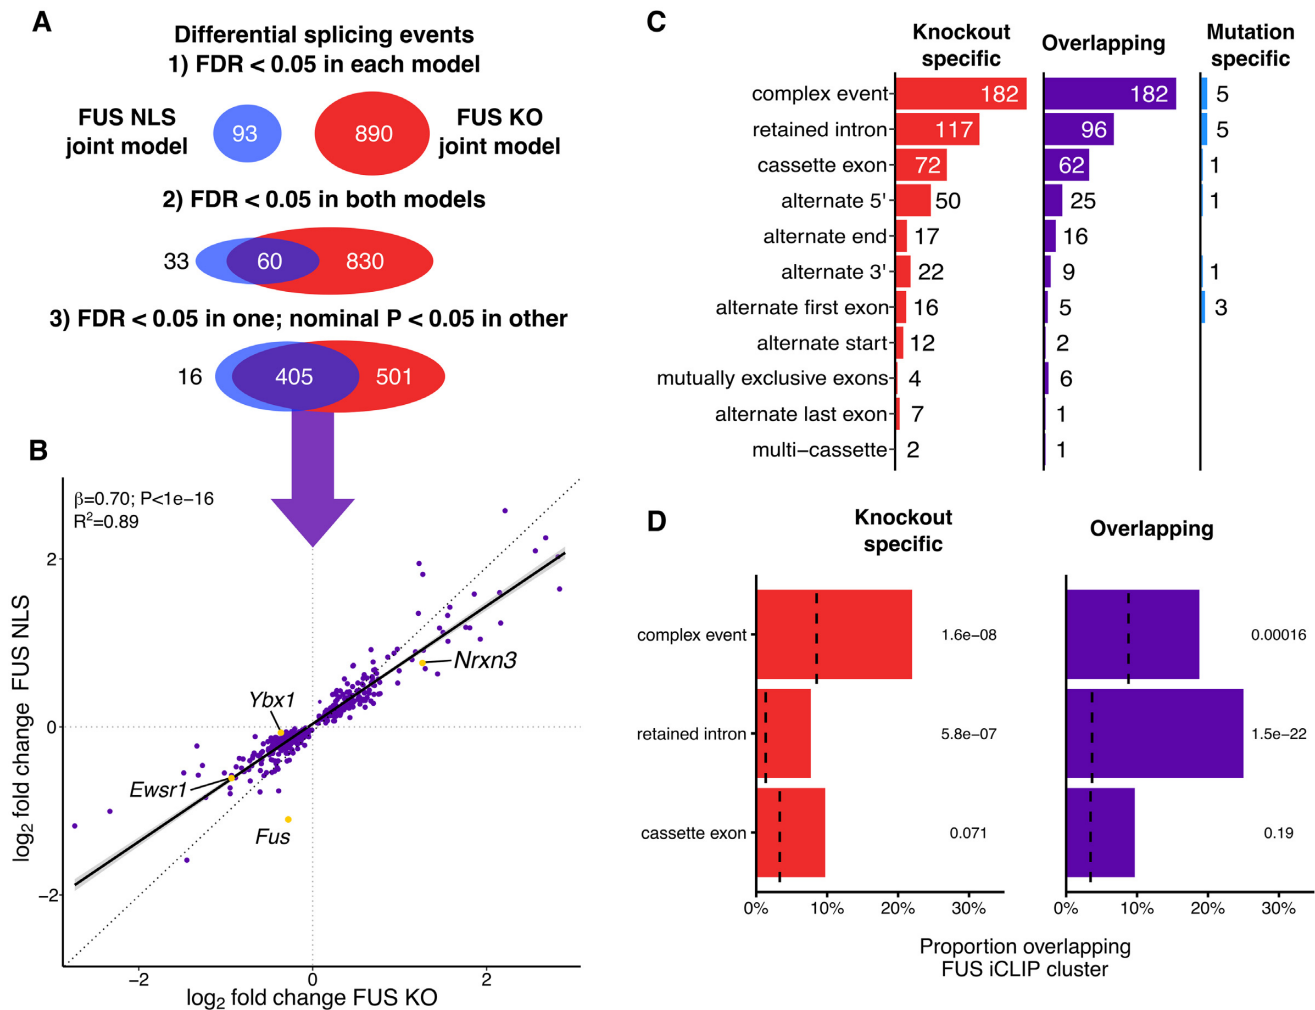 A
Differential splicing events
1) FDR < 0.05 in each model
FUS NLS
joint model
93
890
FUS KO
joint model
2) FDR < 0.05 in both models
33
60
830
3) FDR < 0.05 in one; nominal P < 0.05 in other
16
405
501
B
β=0.70; P<1e−16
R²=0.89
log₂ fold change FUS NLS
2
0
−2
Nrxn3
Ybx1
Ewsr1
Fus
−2
0
2
log₂ fold change FUS KO
C
Knockout
specific
Overlapping
Mutation
specific
complex event 182 182 5
retained intron 117 96 5
cassette exon 72 62 1
alternate 5' 50 25 1
alternate end 17 16
alternate 3' 22 9 1
alternate first exon 16 5 3
alternate start 12 2
mutually exclusive exons 4 6
alternate last exon 7 1
multi−cassette 2 1
D
Knockout
specific
Overlapping
complex event 1.6e−08 0.00016
retained intron 5.8e−07 1.5e−22
cassette exon 0.071 0.19
0% 10% 20% 30% 0% 10% 20% 30%
Proportion overlapping
FUS iCLIP cluster